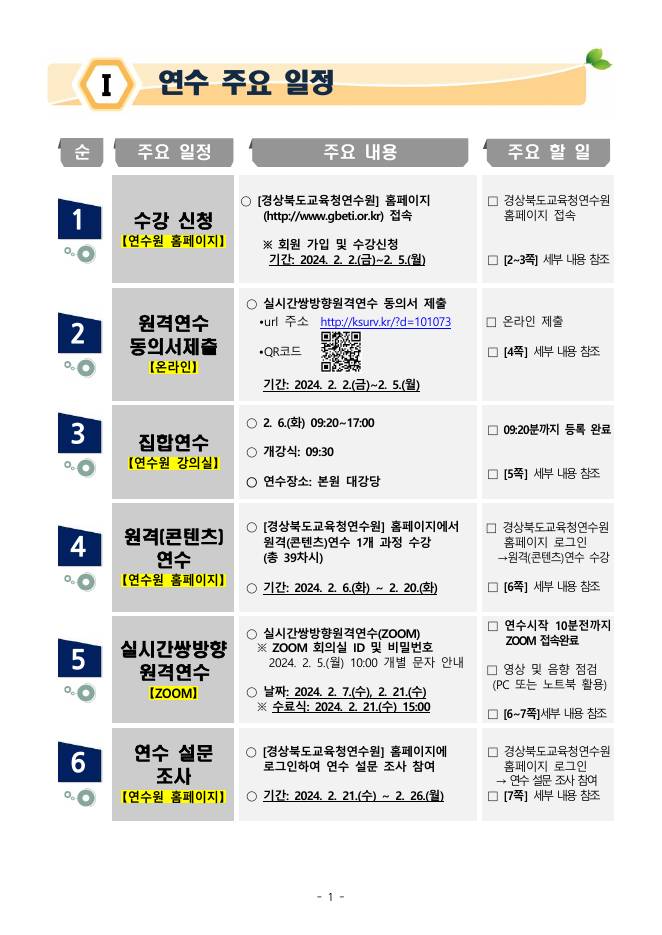 Ⅰ 연수 주요 일정
순 주요 일정 주요 내용 주요 할 일
1
수강 신청
【연수원 홈페이지】
○ [경상북도교육청연수원] 홈페이지
(http://www.gbeti.or.kr) 접속
※ 회원 가입 및 수강신청
기간: 2024. 2. 2.(금)~2. 5.(월)
□ 경상북도교육청연수원
홈페이지 접속
□ [2~3쪽] 세부 내용 참조
2
원격연수
동의서제출
【온라인】
○ 실시간쌍방향원격연수 동의서 제출
•url 주소 http://ksurv.kr/?d=101073
•QR코드
기간: 2024. 2. 2.(금)~2. 5.(월)
□ 온라인 제출
□ [4쪽] 세부 내용 참조
3
집합연수
【연수원 강의실】
○ 2. 6.(화) 09:20~17:00
○ 개강식: 09:30
○ 연수장소: 본원 대강당
□ 09:20분까지 등록 완료
□ [5쪽] 세부 내용 참조
4
원격(콘텐츠)
연수
【연수원 홈페이지】
○ [경상북도교육청연수원] 홈페이지에서
원격(콘텐츠)연수 1개 과정 수강
(총 39차시)
○ 기간: 2024. 2. 6.(화) ~ 2. 20.(화)
□ 경상북도교육청연수원
홈페이지 로그인
→원격(콘텐츠)연수 수강
□ [6쪽] 세부 내용 참조
5
실시간쌍방향
원격연수
【ZOOM】
○ 실시간쌍방향원격연수(ZOOM)
※ ZOOM 회의실 ID 및 비밀번호
2024. 2. 5.(월) 10:00 개별 문자 안내
○ 날짜: 2024. 2. 7.(수), 2. 21.(수)
※ 수료식: 2024. 2. 21.(수) 15:00
□ 연수시작 10분전까지
ZOOM 접속완료
□ 영상 및 음향 점검
(PC 또는 노트북 활용)
□ [6~7쪽]세부 내용 참조
6
연수 설문
조사
【연수원 홈페이지】
○ [경상북도교육청연수원] 홈페이지에
로그인하여 연수 설문 조사 참여
○ 기간: 2024. 2. 21.(수) ~ 2. 26.(월)
□ 경상북도교육청연수원
홈페이지 로그인
→ 연수 설문 조사 참여
□ [7쪽] 세부 내용 참조
- 1 -